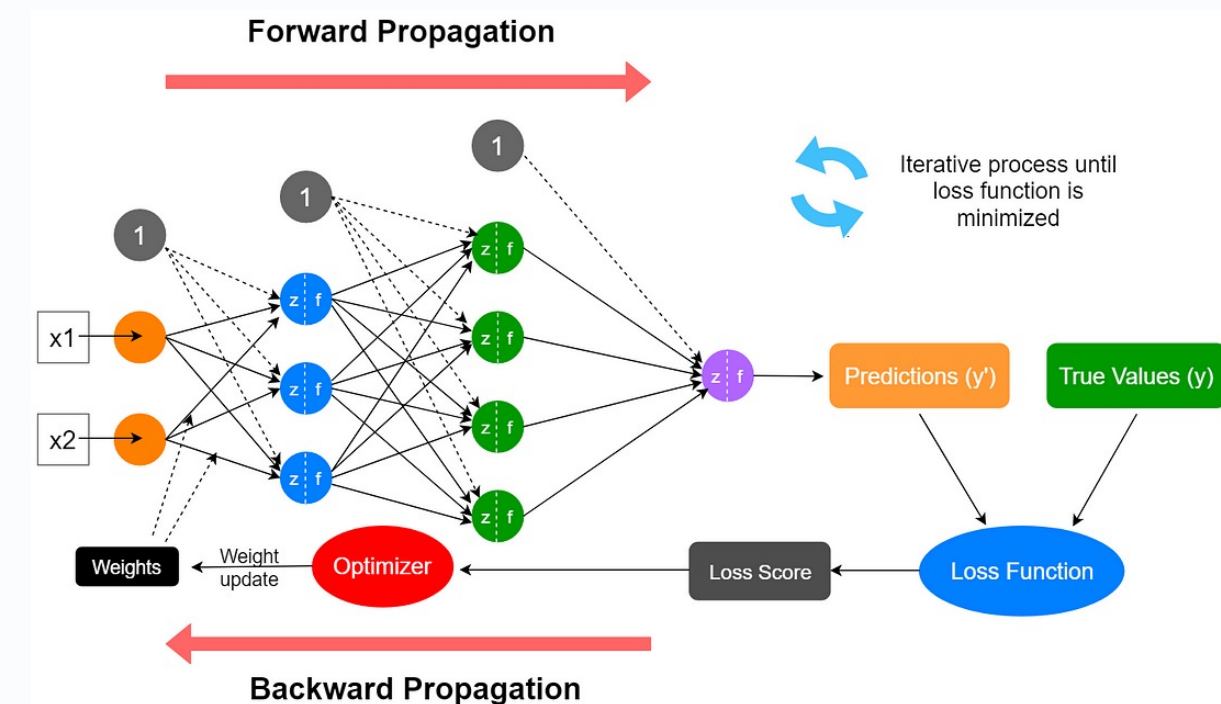 Forward Propagation
1
1
1
Iterative process until
loss function is
minimized
x1
x2
z f
z f
z f
z f
z f
z f
z f
z f
Predictions (y')
True Values (y)
Weights
Weight
update
Optimizer
Loss Score
Loss Function
Backward Propagation